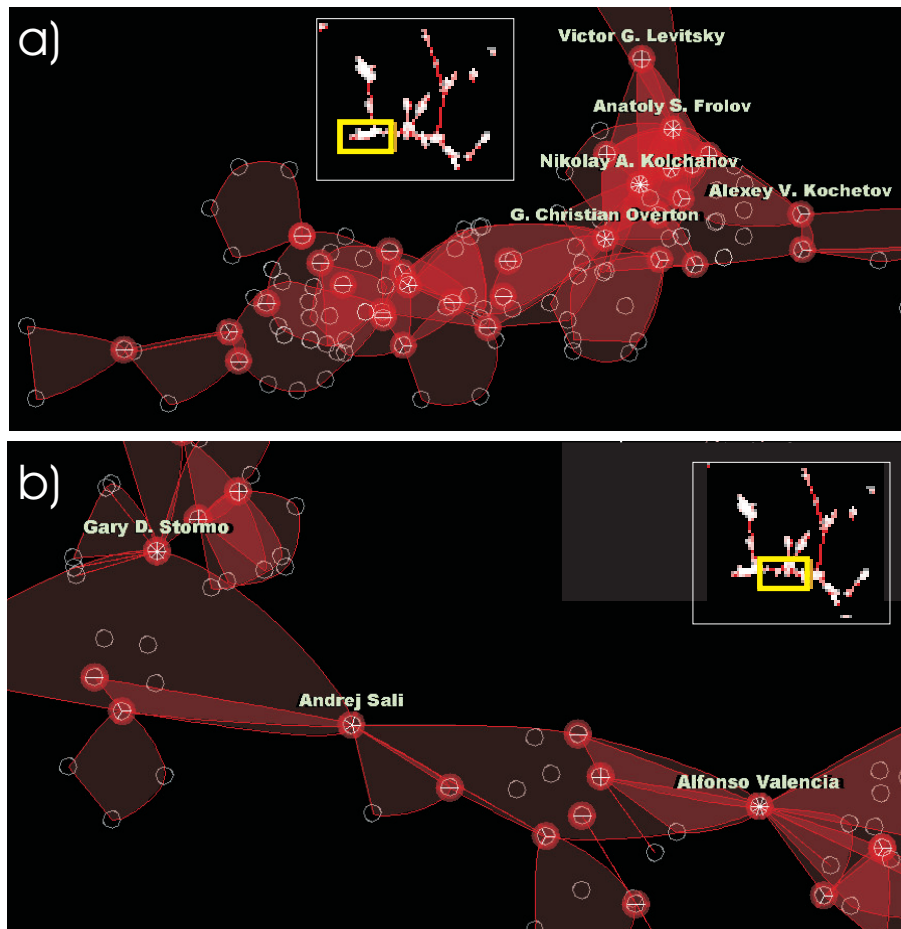 a)
Victor G. Levitsky
Anatoly S. Frolov
Nikolay A. Kolchanov
Alexey V. Kochetov
G. Christian Overton
b)
Gary D. Stormo
Andrej Sali
Alfonso Valencia